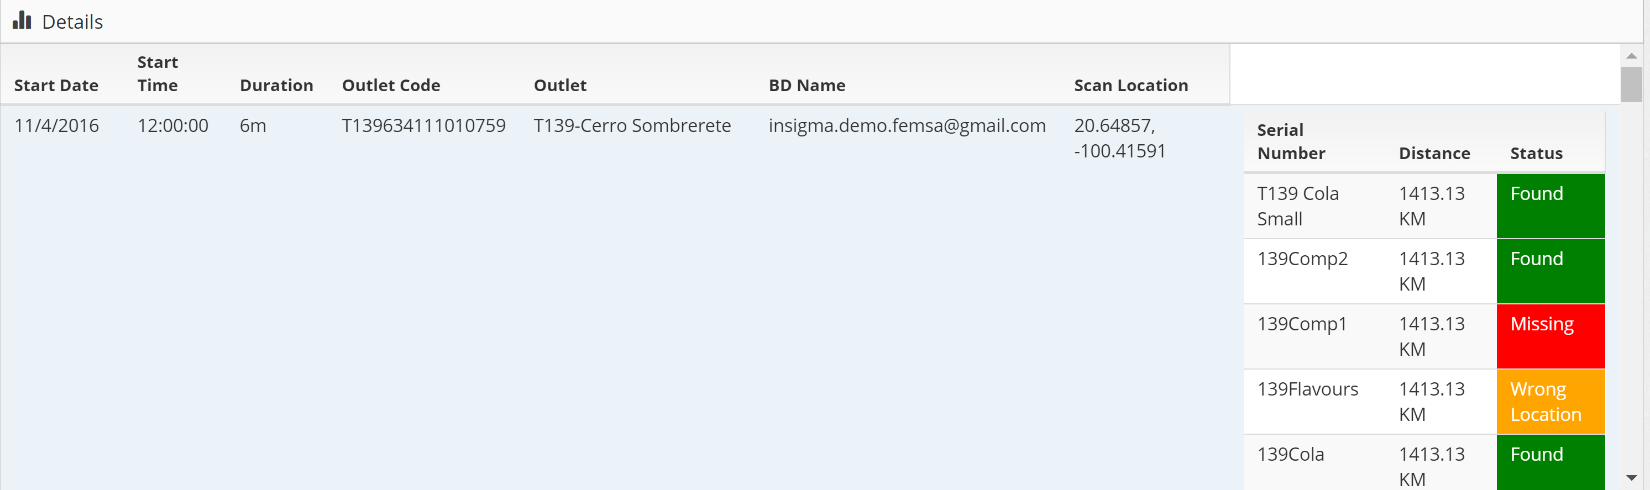 Details
Start Date Start Time Duration Outlet Code Outlet BD Name Scan Location
11/4/2016 12:00:00 6m T139634111010759 T139-Cerro Sombrerete insigma.demo.femsa@gmail.com 20.64857, -100.41591
Serial Number Distance Status
T139 Cola Small 1413.13 KM Found
139Comp2 1413.13 KM Found
139Comp1 1413.13 KM Missing
139Flavours 1413.13 KM Wrong Location
139Cola 1413.13 KM Found